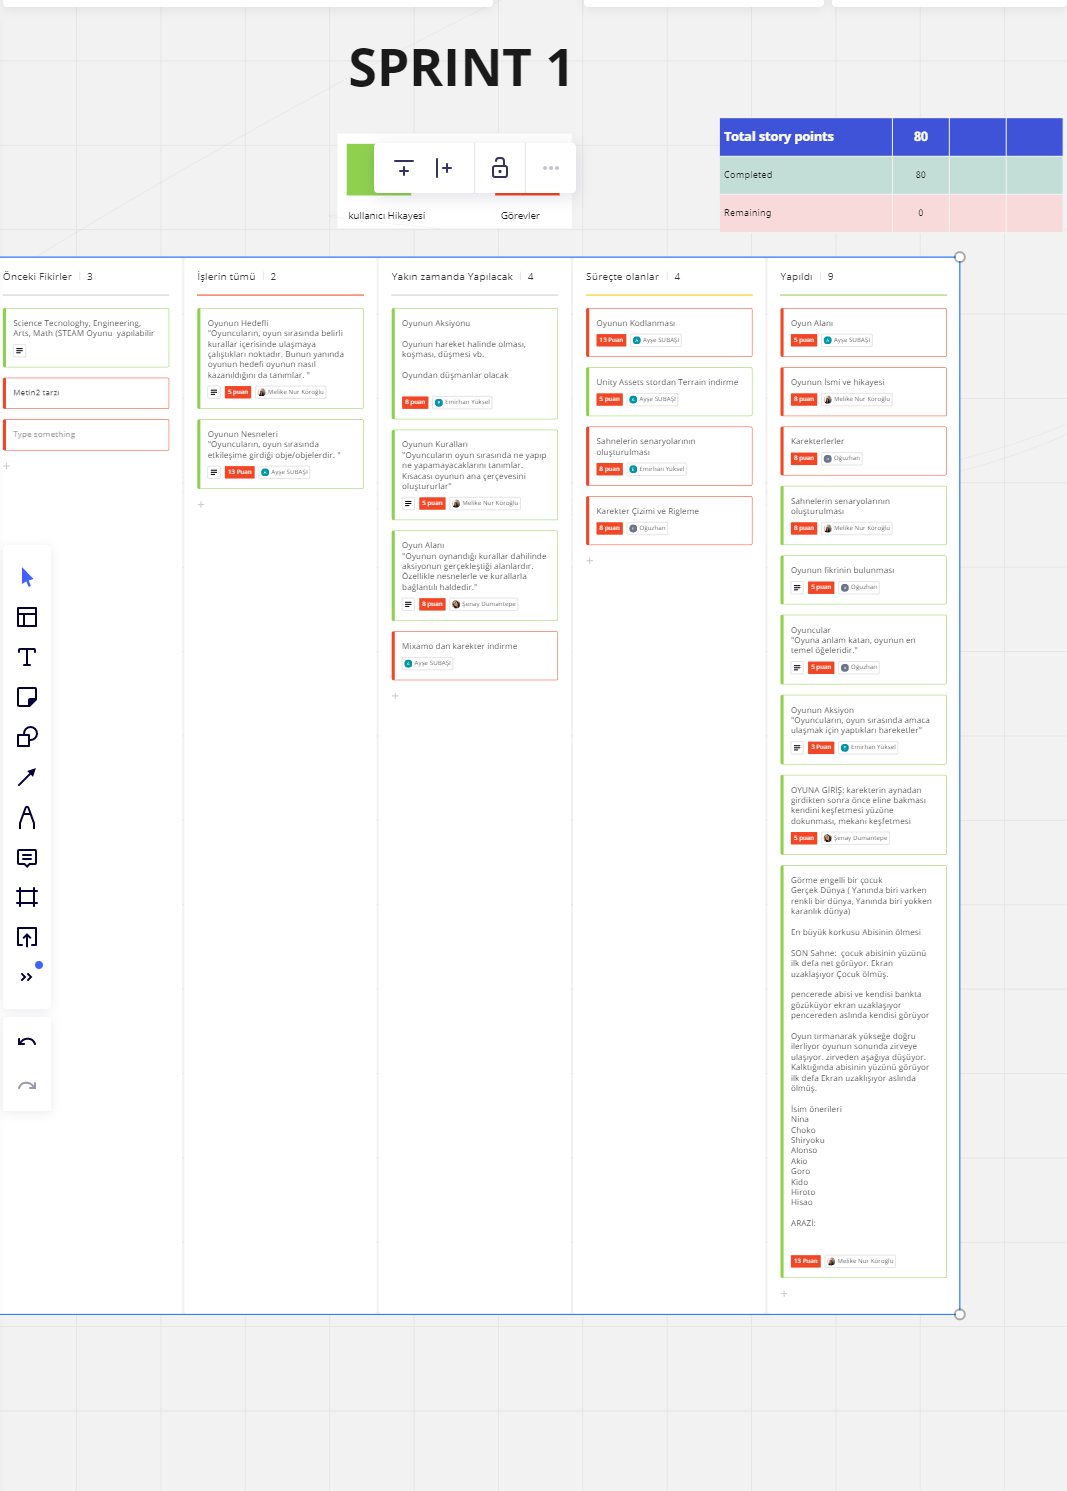 SPRINT 1
kullanıcı Hikayesi
Görevler
Total story points 80
Completed 80
Remaining 0
Önceki Fikirler 3
Science Tecnologhy, Engineering,
Arts, Math (STEAM Oyunu yapılabilir
Metin2 tarzı
Type something
İşlerin tümü 2
Oyunun Hedefli
"Oyuncuların, oyun sırasında belirli
kurallar içerisinde ulaşmaya
çalıştıkları noktadır. Bunun yanında
oyunun hedefi oyunun nasıl
kazanıldığını da tanımlar. "
5 puan Melike Nur Köroğlu
Oyunun Nesneleri
"Oyuncuların, oyun sırasında
etkileşime girdiği obje/objelerdir. "
13 Puan Ayşe SUBAŞI
Yakın zamanda Yapılacak 4
Oyunun Aksiyonu
Oyunun hareket halinde olması,
koşması, düşmesi vb.
Oyundan düşmanlar olacak
8 puan Emirhan Yüksel
Oyunun Kuralları
"Oyuncuların oyun sırasında ne yapıp
ne yapamayacaklarını tanımlar.
Kısacası oyunun ana çerçevesini
oluştururlar"
5 puan Melike Nur Köroğlu
Oyun Alanı
"Oyunun oynandığı kurallar dahilinde
aksiyonun gerçekleştiği alanlardır.
Özellikle nesnelerle ve kurallarla
bağlantılı haldedir."
8 puan Şenay Dumantepe
Mixamo dan karekter indirme
Ayşe SUBAŞI
Süreçte olanlar 4
Oyunun Kodlanması
13 Puan Ayşe SUBAŞI
Unity Assets stordan Terrain indirme
5 puan Ayşe SUBAŞI
Sahnelerin senaryolarının
oluşturulması
8 puan Emirhan Yüksel
Karekter Çizimi ve Rigleme
8 puan Oğuzhan
Yapıldı 9
Oyun Alanı
5 puan Ayşe SUBAŞI
Oyunun İsmi ve hikayesi
8 puan Melike Nur Köroğlu
Karekterlerler
8 puan Oğuzhan
Sahnelerin senaryolarının
oluşturulması
8 puan Melike Nur Köroğlu
Oyunun fikrinin bulunması
5 puan Oğuzhan
Oyuncular
"Oyuna anlam katan, oyunun en
temel öğeleridir."
5 puan Oğuzhan
Oyunun Aksiyon
"Oyuncuların, oyun sırasında amaca
ulaşmak için yaptıkları hareketler"
3 Puan Emirhan Yüksel
OYUNA GİRİŞ: karekterin aynadan
girdikten sonra önce eline bakması
kendini keşfetmesi yüzüne
dokunması, mekanı keşfetmesi
5 puan Şenay Dumantepe
Görme engelli bir çocuk
Gerçek Dünya ( Yanında biri varken
renkli bir dünya, Yanında biri yokken
karanlık dünya)
En büyük korkusu Abisinin ölmesi
SON Sahne: çocuk abisinin yüzünü
ilk defa net görüyor. Ekran
uzaklaşıyor Çocuk ölmüş.
pencerede abisi ve kendisi bankta
gözüküyor ekran uzaklaşıyor
pencereden aslında kendisi görüyor
Oyun tırmanarak yükseğe doğru
ilerliyor oyunun sonunda zirveye
ulaşıyor. zirveden aşağıya düşüyor.
Kalktığında abisinin yüzünü görüyor
ilk defa Ekran uzaklışıyor aslında
ölmüş.
İsim önerileri
Nina
Choko
Shiryoku
Alonso
Akio
Goro
Kido
Hiroto
Hisao
ARAZİ:
13 Puan Melike Nur Köroğlu